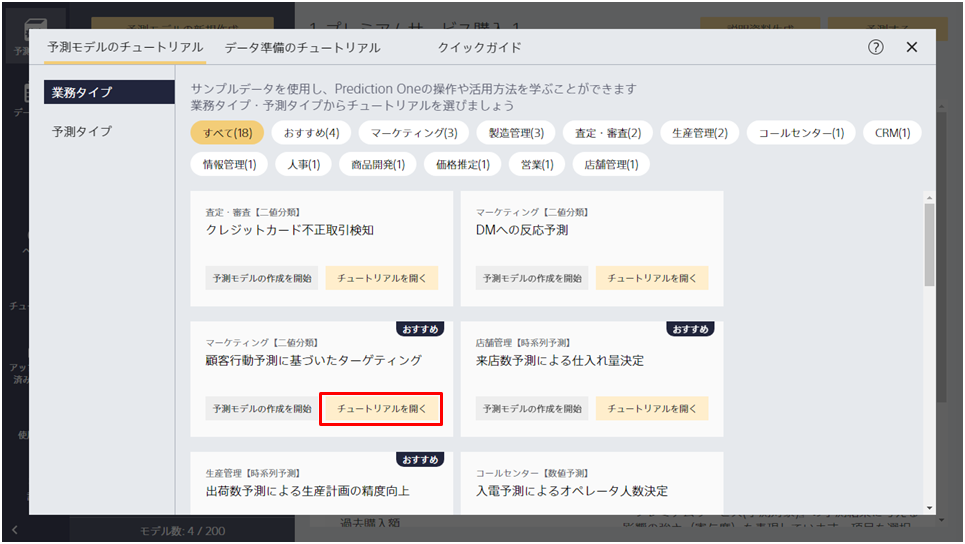 予測モデルのチュートリアル
データ準備のチュートリアル
クイックガイド
業務タイプ
予測タイプ
サンプルデータを使用し、Prediction Oneの操作や活用方法を学ぶことができます
業務タイプ・予測タイプからチュートリアルを選びましょう
すべて(18)
おすすめ(4)
マーケティング(3)
製造管理(3)
査定・審査(2)
生産管理(2)
コールセンター(1)
CRM(1)
情報管理(1)
人事(1)
商品開発(1)
価格推定(1)
営業(1)
店舗管理(1)
査定・審査【二値分類】
クレジットカード不正取引検知
予測モデルの作成を開始
チュートリアルを開く
マーケティング【二値分類】
DMへの反応予測
予測モデルの作成を開始
チュートリアルを開く
おすすめ
マーケティング【二値分類】
顧客行動予測に基づいたターゲティング
予測モデルの作成を開始
チュートリアルを開く
おすすめ
店舗管理【時系列予測】
来店数予測による仕入れ量決定
予測モデルの作成を開始
チュートリアルを開く
おすすめ
生産管理【時系列予測】
出荷数予測による生産計画の精度向上
コールセンター【数値予測】
入電予測によるオペレータ人数決定
モデル数: 4 / 200
過去購入額